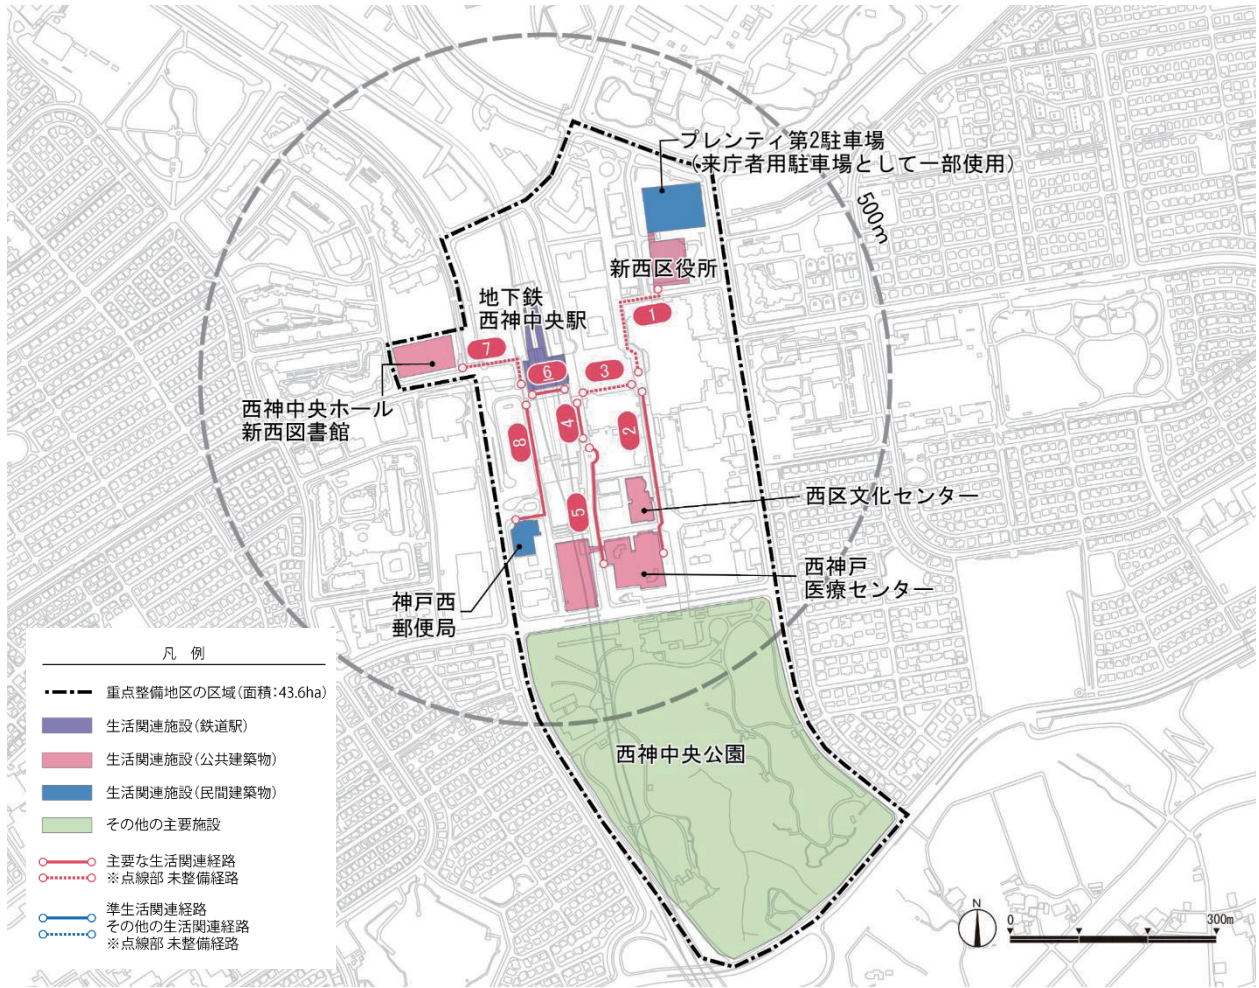 プレンティ第2駐車場
(来庁者用駐車場として一部使用)
500m
新西区役所
地下鉄
西神中央駅
1
7
6
3
西神中央ホール
新西図書館
4
2
8
西区文化センター
5
西神戸
医療センター
神戸西
郵便局
西神中央公園
凡 例
重点整備地区の区域(面積:43.6ha)
生活関連施設(鉄道駅)
生活関連施設(公共建築物)
生活関連施設(民間建築物)
その他の主要施設
主要な生活関連経路
※点線部 未整備経路
準生活関連経路
その他の生活関連経路
※点線部 未整備経路
N
0 300m